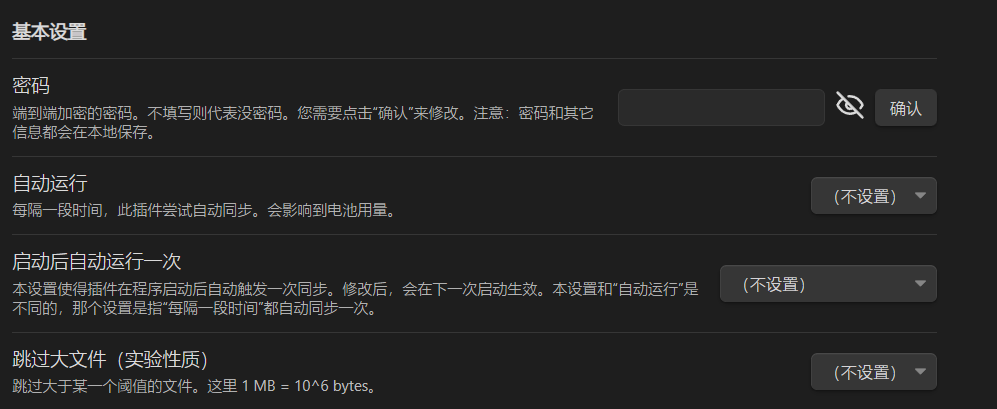 基本设置
密码
端到端加密的密码。不填写则代表没密码。您需要点击“确认”来修改。注意：密码和其它
信息都会在本地保存。
确认
自动运行
每隔一段时间，此插件尝试自动同步。会影响到电池用量。
（不设置）
启动后自动运行一次
本设置使得插件在程序启动后自动触发一次同步。修改后，会在下一次启动生效。本设置和“自动运行”是
不同的，那个设置是指“每隔一段时间”都自动同步一次。
（不设置）
跳过大文件（实验性质）
跳过大于某一个阈值的文件。这里 1 MB = 10^6 bytes。
（不设置）